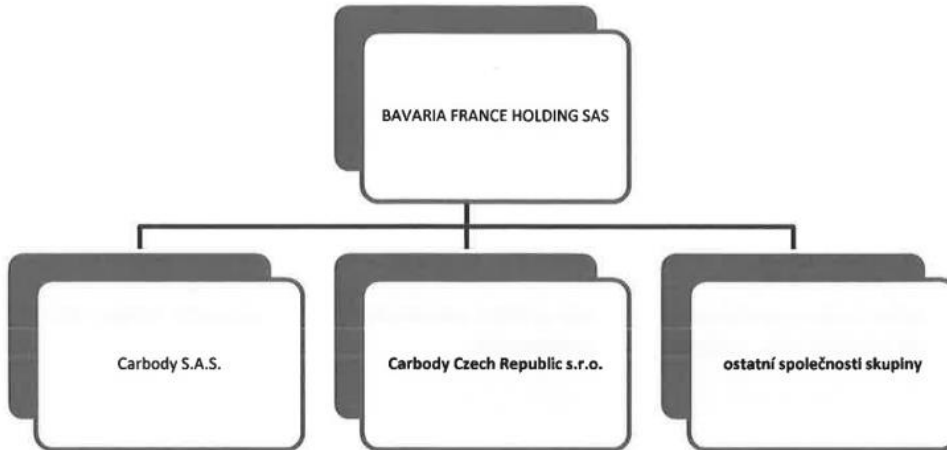 BAVARIA FRANCE HOLDING SAS
Carbody S.A.S.
Carbody Czech Republic s.r.o.
ostatní společnosti skupiny